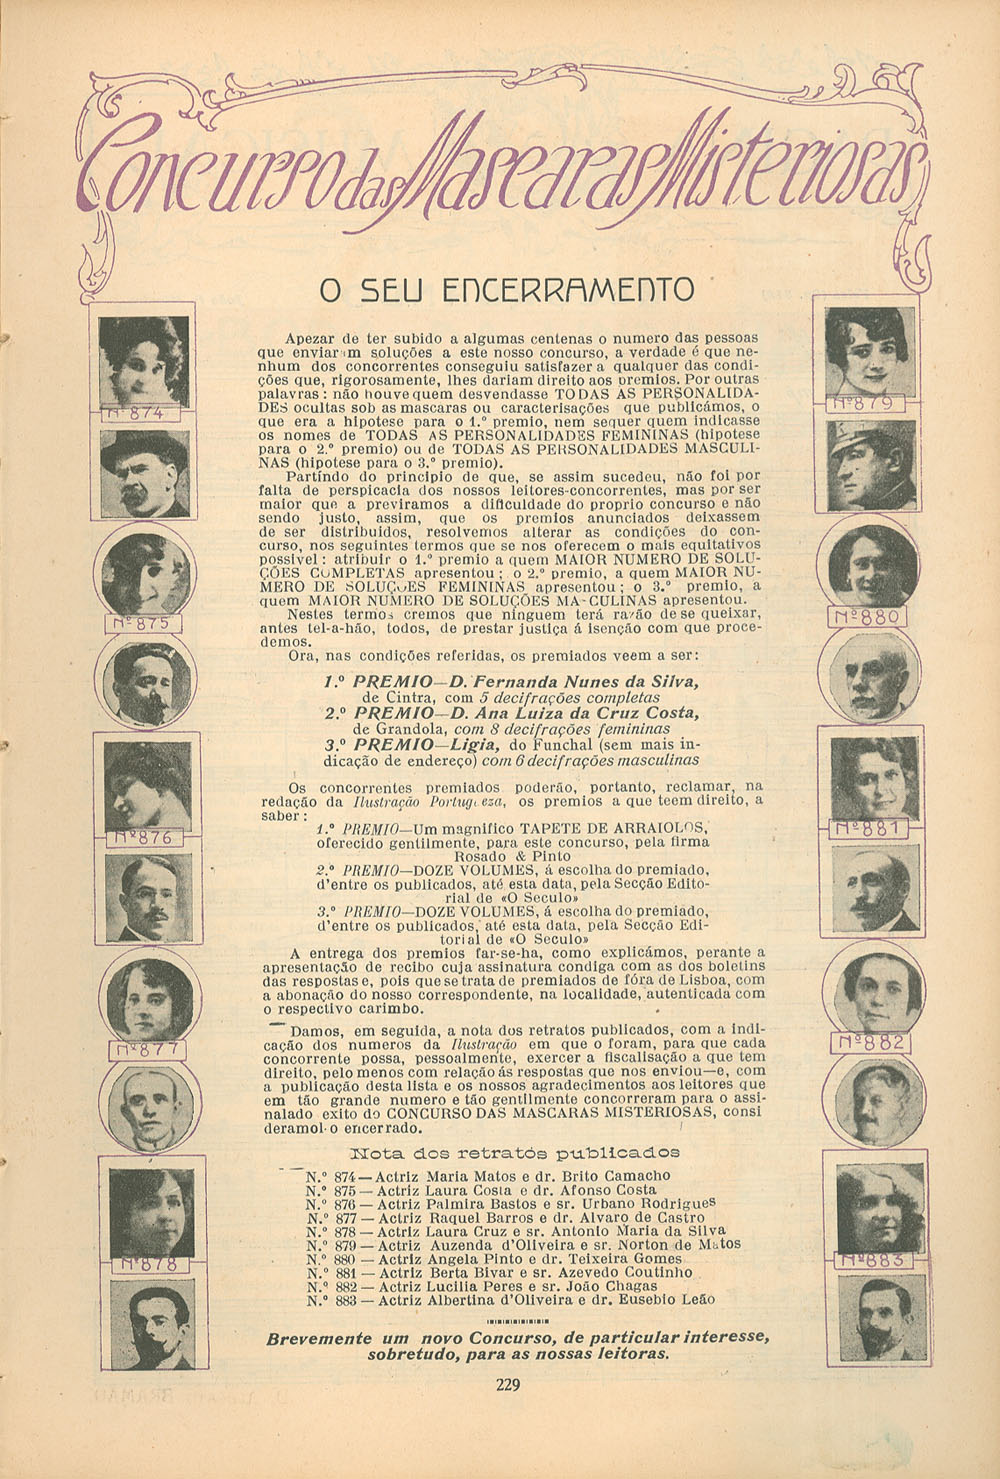 Concurso das Mascaras Misteriosas
O SEU ENCERRAMENTO
Apezar de ter subido a algumas centenas o numero das pessoas
que enviaram soluções a este nosso concurso, a verdade é que ne-
nhum dos concorrentes conseguiu satisfazer a qualquer das condi-
ções que, rigorosamente, lhes dariam direito aos premios. Por outras
palavras: não houve quem desvendasse TODAS AS PERSONALIDA-
DES ocultas sob as mascaras ou caracterisações que publicámos, o
que era a hipotese para o 1.º premio, nem sequer quem indicasse
os nomes de TODAS AS PERSONALIDADES FEMININAS (hipotese
para o 2.º premio) ou de TODAS AS PERSONALIDADES MASCULI-
NAS (hipotese para o 3.º premio).
Partindo do principio de que, se assim sucedeu, não foi por
falta de perspicacia dos nossos leitores-concorrentes, mas por ser
maior que a previramos a dificuldade do proprio concurso e não
sendo justo, assim, que os premios anunciados deixassem
de ser distribuidos, resolvemos alterar as condições do con-
curso, nos seguintes termos que se nos oferecem o mais equitativos
possivel: atribuir o 1.º premio a quem MAIOR NUMERO DE SOLU-
ÇÕES COMPLETAS apresentou; o 2.º premio, a quem MAIOR NU-
MERO DE SOLUÇÕES FEMININAS apresentou; o 3.º premio, a
quem MAIOR NUMERO DE SOLUÇÕES MASCULINAS apresentou.
Nestes termos cremos que ninguem terá razão de se queixar,
antes tel-a-hão, todos, de prestar justiça á isenção com que proce-
demos.
Ora, nas condições referidas, os premiados veem a ser:
1.º PREMIO—D. Fernanda Nunes da Silva,
de Cintra, com 5 decifrações completas
2.º PREMIO—D. Ana Luiza da Cruz Costa,
de Grandola, com 8 decifrações femininas
3.º PREMIO—Ligia, do Funchal (sem mais in-
dicação de endereço) com 6 decifrações masculinas
Os concorrentes premiados poderão, portanto, reclamar, na
redação da Ilustração Portugueza, os premios a que teem direito, a
saber:
1.º PREMIO—Um magnifico TAPETE DE ARRAIOLOS,
oferecido gentilmente, para este concurso, pela firma
Rosado & Pinto
2.º PREMIO—DOZE VOLUMES, á escolha do premiado,
d'entre os publicados, até esta data, pela Secção Edito-
rial de «O Seculo»
3.º PREMIO—DOZE VOLUMES, á escolha do premiado,
d'entre os publicados, até esta data, pela Secção Edi-
torial de «O Seculo»
A entrega dos premios far-se-ha, como explicámos, perante a
apresentação de recibo cuja assinatura condiga com as dos boletins
das respostas e, pois que se trata de premiados de fóra de Lisboa, com
a abonação do nosso correspondente, na localidade, autenticada com
o respectivo carimbo.
Damos, em seguida, a nota dos retratos publicados, com a indi-
cação dos numeros da Ilustração em que o foram, para que cada
concorrente possa, pessoalmente, exercer a fiscalisação a que tem
direito, pelo menos com relação ás respostas que nos enviou—e, com
a publicação desta lista e os nossos agradecimentos aos leitores que
em tão grande numero e tão gentilmente concorreram para o assi-
nalado exito do CONCURSO DAS MASCARAS MISTERIOSAS, consi
deramol-o encerrado.
Nota dos retratos publicados
N.º 874—Actriz Maria Matos e dr. Brito Camacho
N.º 875—Actriz Laura Costa e dr. Afonso Costa
N.º 876—Actriz Palmira Bastos e sr. Urbano Rodrigues
N.º 877—Actriz Raquel Barros e dr. Alvaro de Castro
N.º 878—Actriz Laura Cruz e sr. Antonio Maria da Silva
N.º 879—Actriz Auzenda d'Oliveira e sr. Norton de Matos
N.º 880—Actriz Angela Pinto e dr. Teixeira Gomes
N.º 881—Actriz Berta Bivar e sr. Azevedo Coutinho
N.º 882—Actriz Lucilia Peres e sr. João Chagas
N.º 883—Actriz Albertina d'Oliveira e dr. Eusebio Leão
Brevemente um novo Concurso, de particular interesse,
sobretudo, para as nossas leitoras.
229
Nº 874
Nº 875
Nº 876
Nº 877
Nº 878
Nº 879
Nº 880
Nº 881
Nº 882
Nº 883